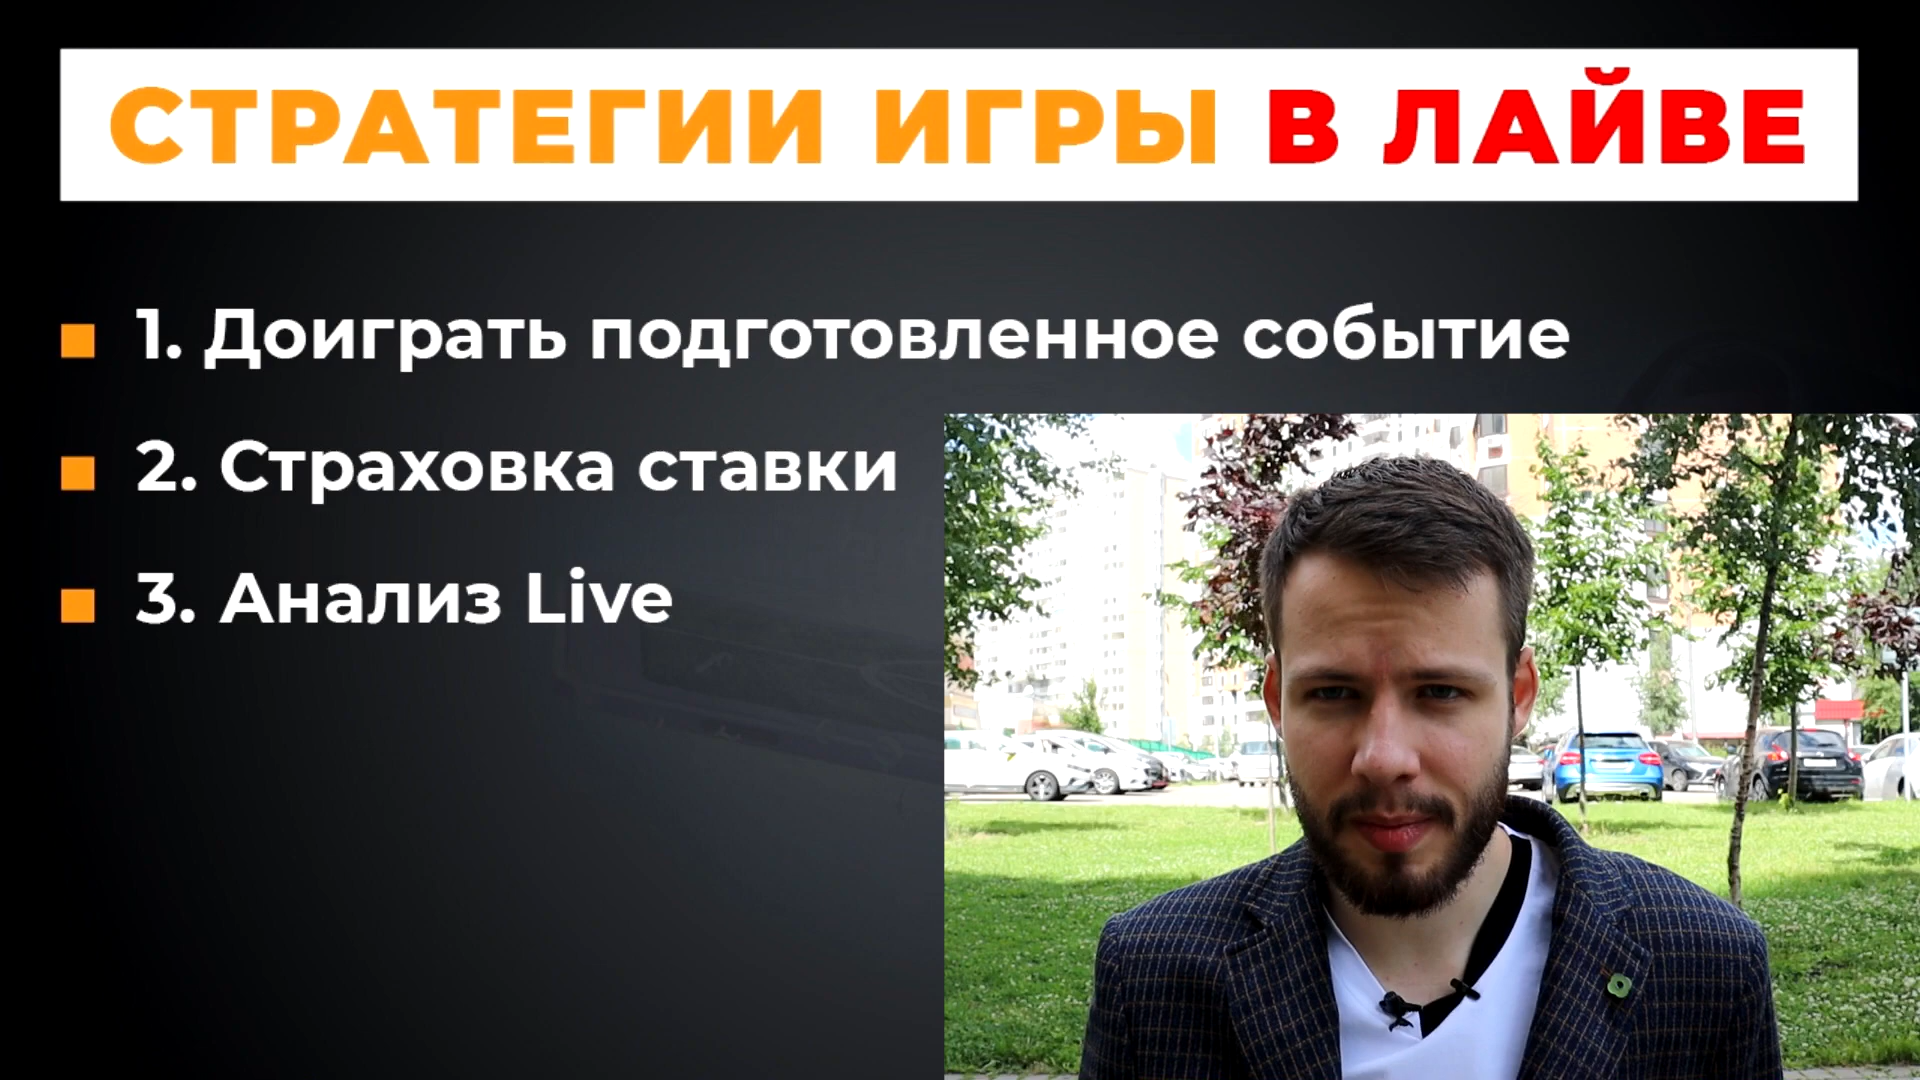 СТРАТЕГИИ ИГРЫ В ЛАЙВЕ
1. Доиграть подготовленное событие
2. Страховка ставки
3. Анализ Live